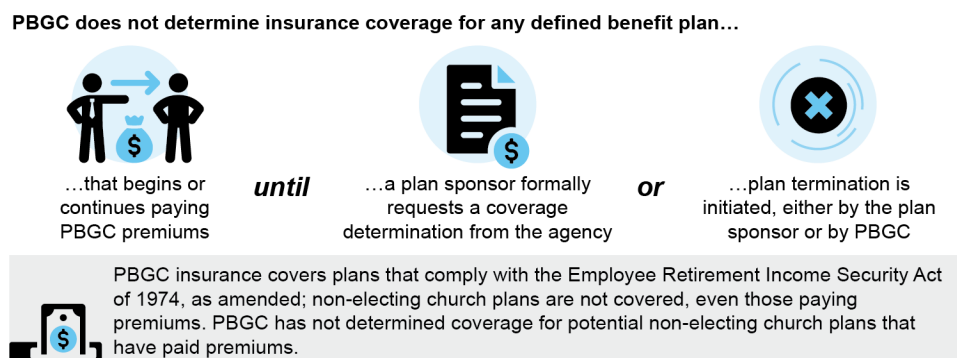 PBGC does not determine insurance coverage for any defined benefit plan…
…that begins or
continues paying
PBGC premiums
until
…a plan sponsor formally
requests a coverage
determination from the agency
or
…plan termination is
initiated, either by the plan
sponsor or by PBGC
$
$
PBGC insurance covers plans that comply with the Employee Retirement Income Security Act
of 1974, as amended; non-electing church plans are not covered, even those paying
premiums. PBGC has not determined coverage for potential non-electing church plans that
have paid premiums.
$